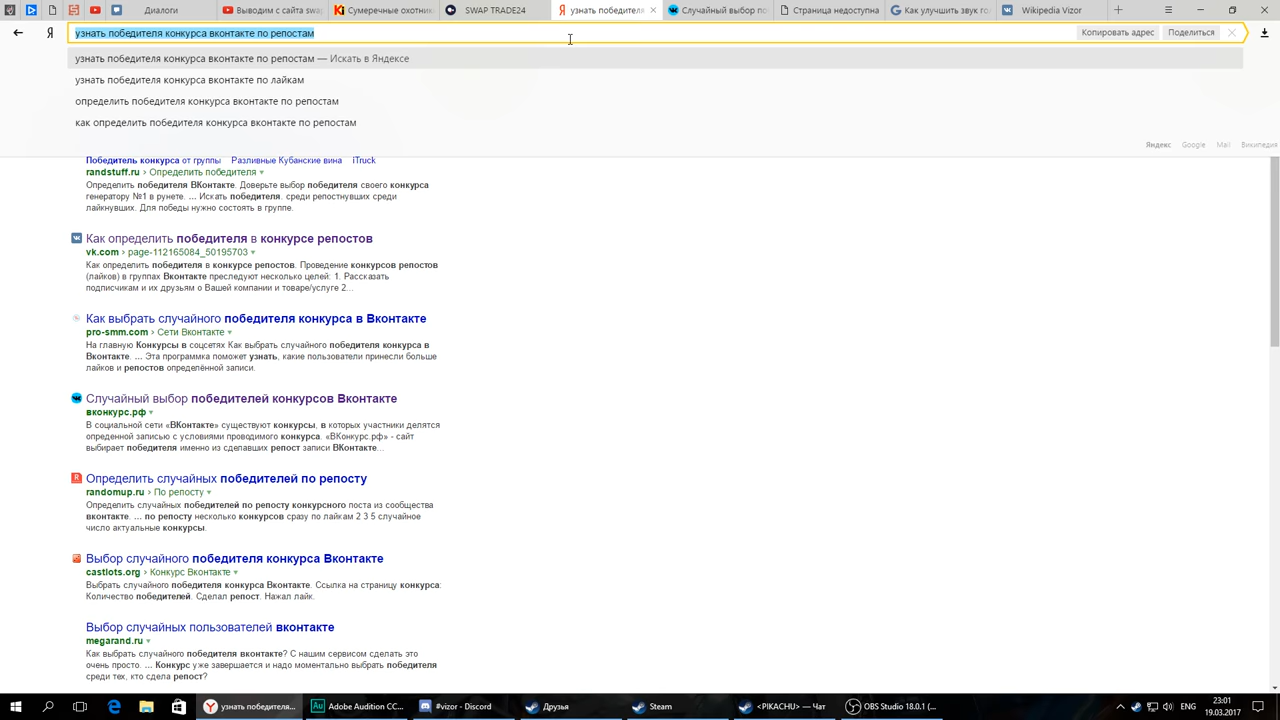 Диалоги
Выводим с сайта swap
Сумеречные охотник
SWAP TRADE24
узнать победителя
Случайный выбор по
Страница недоступна
Как улучшить звук гол
Wikipedia Vizor
узнать победителя конкурса вконтакте по репостам
Копировать адрес
Поделиться
узнать победителя конкурса вконтакте по репостам — Искать в Яндексе
узнать победителя конкурса вконтакте по лайкам
определить победителя конкурса вконтакте по репостам
как определить победителя конкурса вконтакте по репостам
Яндекс Google Mail Википедия
Победитель конкурса от группы Разливные Кубанские вина iTruck
randstuff.ru › Определить победителя
Определить победителя ВКонтакте. Доверьте выбор победителя своего конкурса
генератору №1 в рунете. ... Искать победителя. среди репостнувших среди
лайкнувших. Для победы нужно состоять в группе.
Как определить победителя в конкурсе репостов
vk.com › page-112165084_50195703
Как определить победителя в конкурсе репостов. Проведение конкурсов репостов
(лайков) в группах Вконтакте преследуют несколько целей: 1. Рассказать
подписчикам и их друзьям о Вашей компании и товаре/услуге 2...
Как выбрать случайного победителя конкурса в Вконтакте
pro-smm.com › Сети Вконтакте
На главную Конкурсы в соцсетях Как выбрать случайного победителя конкурса в
Вконтакте. ... Эта программа поможет узнать, какие пользователи принесли больше
лайков и репостов определённой записи.
Случайный выбор победителей конкурсов Вконтакте
вконкурс.рф
В социальной сети «ВКонтакте» существуют конкурсы, в которых участники делятся
опреденной записью с условиями проводимого конкурса. «ВКонкурс.рф» - сайт
выбирает победителя именно из сделавших репост записи ВКонтакте...
Определить случайных победителей по репосту
randomup.ru › По репосту
Определить случайных победителей по репосту конкурсного поста из сообщества
вконтакте. ... по репосту несколько конкурсов сразу по лайкам 2 3 5 случайное
число актуальные конкурсы.
Выбор случайного победителя конкурса Вконтакте
castlots.org › Конкурс Вконтакте
Выбрать случайного победителя конкурса Вконтакте. Ссылка на страницу конкурса:
Количество победителей. Сделал репост. Нажал лайк.
Выбор случайных пользователей вконтакте
megarand.ru
Как выбрать случайного победителя вконтакте? С нашим сервисом сделать это
очень просто. ... Конкурс уже завершается и надо моментально выбрать победителя
среди тех, кто сдела репост?
узнать победителя...
Adobe Audition CC...
#vizor - Discord
Друзья
Steam
<PIKACHU> — Чат
OBS Studio 18.0.1 (...
ENG
23:01
19.03.2017